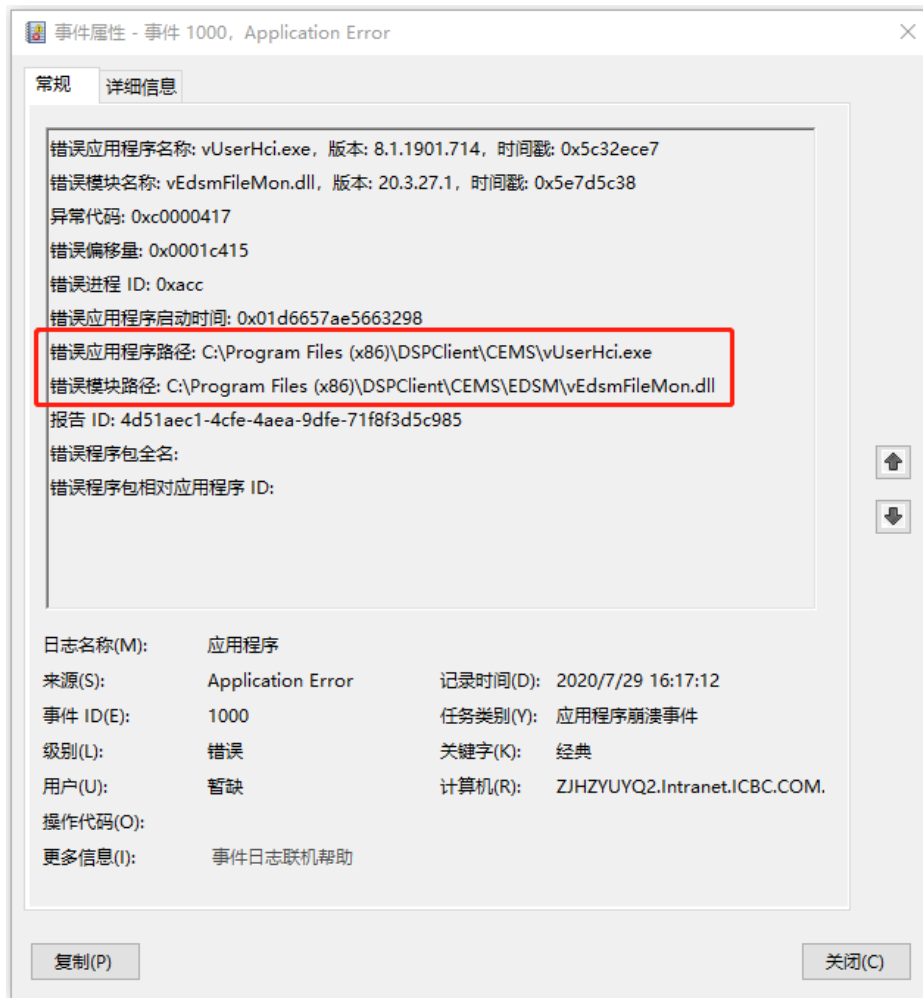 事件属性 - 事件 1000，Application Error
常规
详细信息
错误应用程序名称: vUserHci.exe，版本: 8.1.1901.714，时间戳: 0x5c32ece7
错误模块名称: vEdsmFileMon.dll，版本: 20.3.27.1，时间戳: 0x5e7d5c38
异常代码: 0xc0000417
错误偏移量: 0x0001c415
错误进程 ID: 0xacc
错误应用程序启动时间: 0x01d6657ae5663298
错误应用程序路径: C:\Program Files (x86)\DSPClient\CEMS\vUserHci.exe
错误模块路径: C:\Program Files (x86)\DSPClient\CEMS\EDSM\vEdsmFileMon.dll
报告 ID: 4d51aec1-4cfe-4aea-9dfe-71f8f3d5c985
错误程序包全名:
错误程序包相对应用程序 ID:
日志名称(M): 应用程序
来源(S): Application Error 记录时间(D): 2020/7/29 16:17:12
事件 ID(E): 1000 任务类别(Y): 应用程序崩溃事件
级别(L): 错误 关键字(K): 经典
用户(U): 暂缺 计算机(R): ZJHZYUYQ2.Intranet.ICBC.COM.
操作代码(O):
更多信息(I): 事件日志联机帮助
复制(P) 关闭(C)